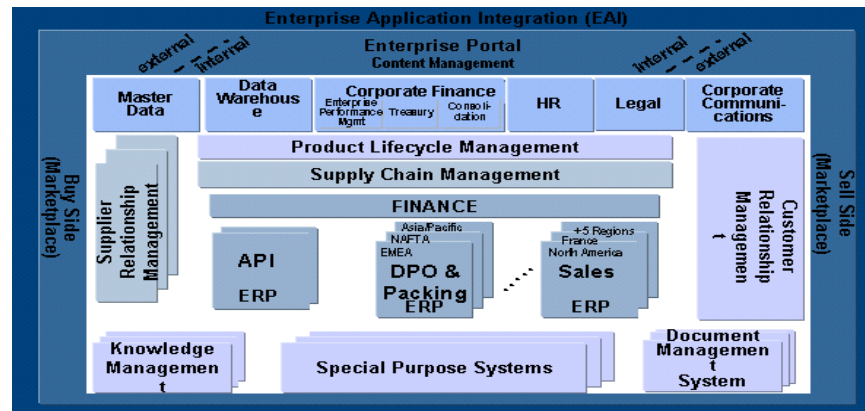 Enterprise Application Integration (EAI)
Enterprise Portal
Content Management
external
internal
internal
external
Master
Data
Data
Warehous
e
Corporate Finance
Enterprise
Performance
Mgmt
Treasury
Consoli-
dation
HR
Legal
Corporate
Communi-
cations
Product Lifecycle Management
Supply Chain Management
FINANCE
Buy Side
(Marketplace)
Supplier
Relationship
Management
API
ERP
Asia/Pacific
NAFTA
EMEA
DPO &
Packing
ERP
+5 Regions
France
North America
Sales
ERP
Customer
Relationship
Managemen
t
Sell Side
(Marketplace)
Knowledge
Managemen
t
Special Purpose Systems
Document
Managemen
t
System